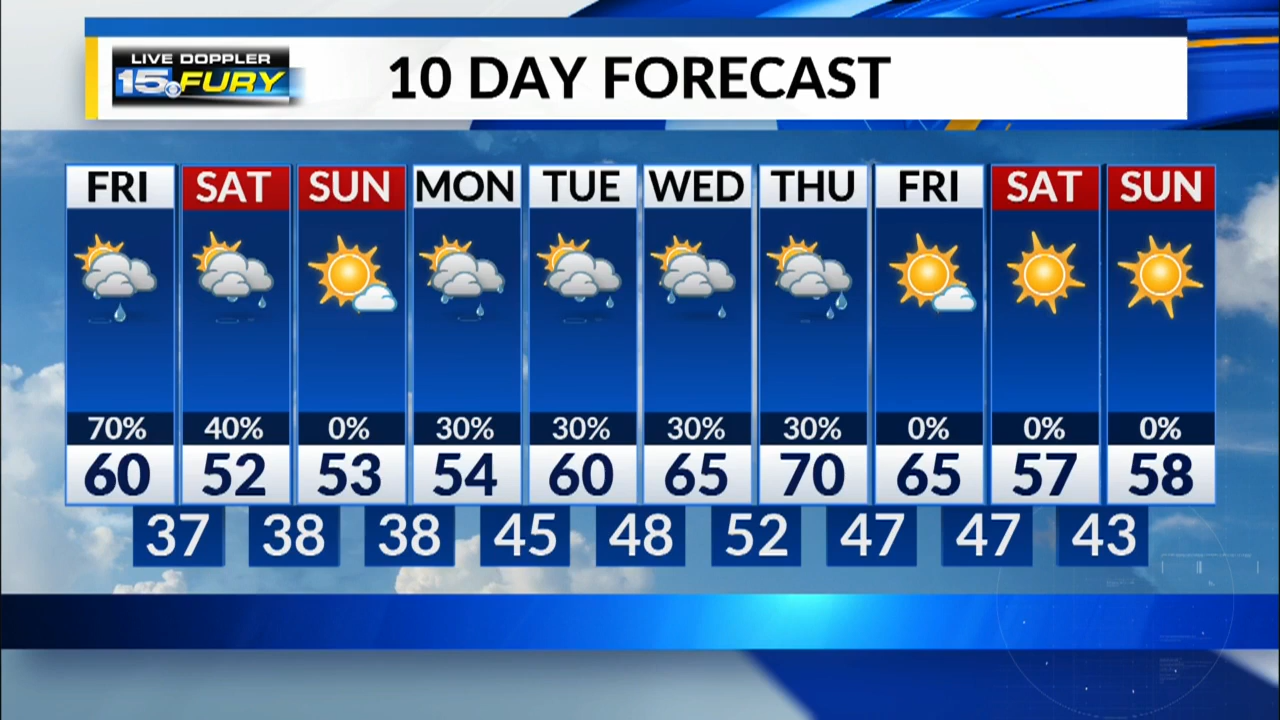 LIVE DOPPLER
15 FURY
10 DAY FORECAST
FRI SAT SUN MON TUE WED THU FRI SAT SUN
70% 40% 0% 30% 30% 30% 30% 0% 0% 0%
60 52 53 54 60 65 70 65 57 58
37 38 38 45 48 52 47 47 43